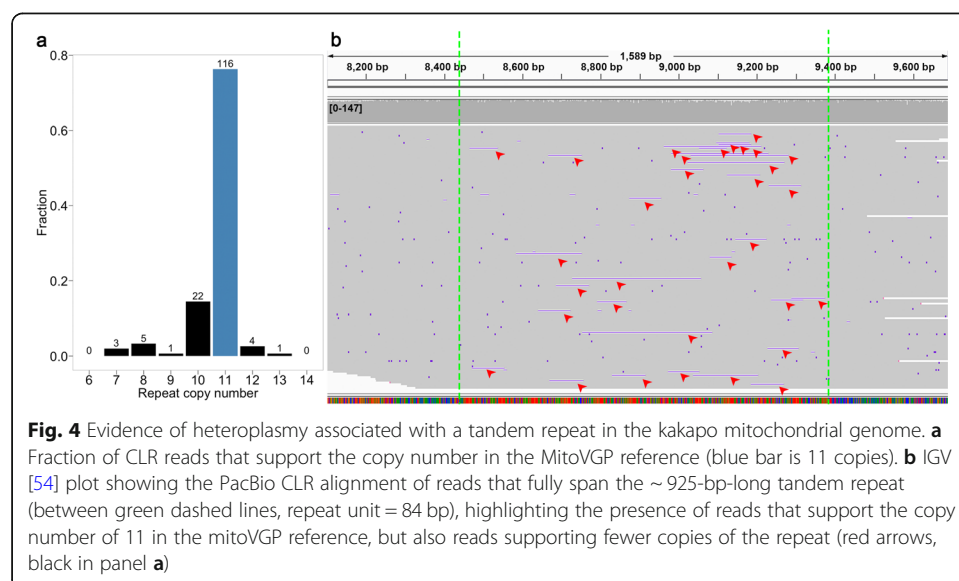 a
b
0.8
0.6
0.4
0.2
0.0
Fraction
0 3 5 1 22 116 4 1 0
6 7 8 9 10 11 12 13 14
Repeat copy number
1,589 bp
8,200 bp 8,400 bp 8,600 bp 8,800 bp 9,000 bp 9,200 bp 9,400 bp 9,600 bp
[0-147]
Fig. 4 Evidence of heteroplasmy associated with a tandem repeat in the kakapo mitochondrial genome. a
Fraction of CLR reads that support the copy number in the MitoVGP reference (blue bar is 11 copies). b IGV
[54] plot showing the PacBio CLR alignment of reads that fully span the ~ 925-bp-long tandem repeat
(between green dashed lines, repeat unit = 84 bp), highlighting the presence of reads that support the copy
number of 11 in the mitoVGP reference, but also reads supporting fewer copies of the repeat (red arrows,
black in panel a)